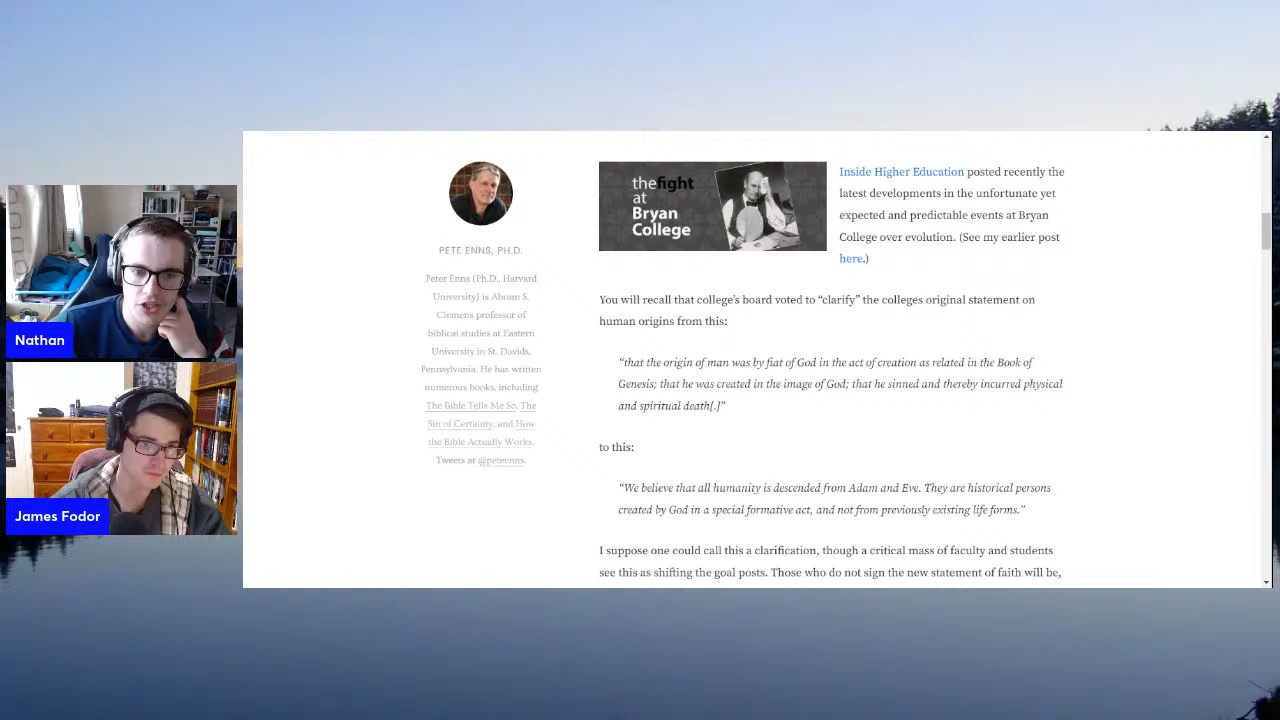 Nathan
James Fodor
PETE ENNS, PH.D.
Peter Enns (Ph.D., Harvard
University) is Abram S.
Clemens professor of
biblical studies at Eastern
University in St. Davids,
Pennsylvania. He has written
numerous books, including
The Bible Tells Me So, The
Sin of Certainty, and How
the Bible Actually Works.
Tweets at @peteenns.
thefight
at
Bryan
College
Inside Higher Education posted recently the
latest developments in the unfortunate yet
expected and predictable events at Bryan
College over evolution. (See my earlier post
here.)
You will recall that college’s board voted to “clarify” the colleges original statement on
human origins from this:
“that the origin of man was by fiat of God in the act of creation as related in the Book of
Genesis; that he was created in the image of God; that he sinned and thereby incurred physical
and spiritual death[.]”
to this:
“We believe that all humanity is descended from Adam and Eve. They are historical persons
created by God in a special formative act, and not from previously existing life forms.”
I suppose one could call this a clarification, though a critical mass of faculty and students
see this as shifting the goal posts. Those who do not sign the new statement of faith will be,